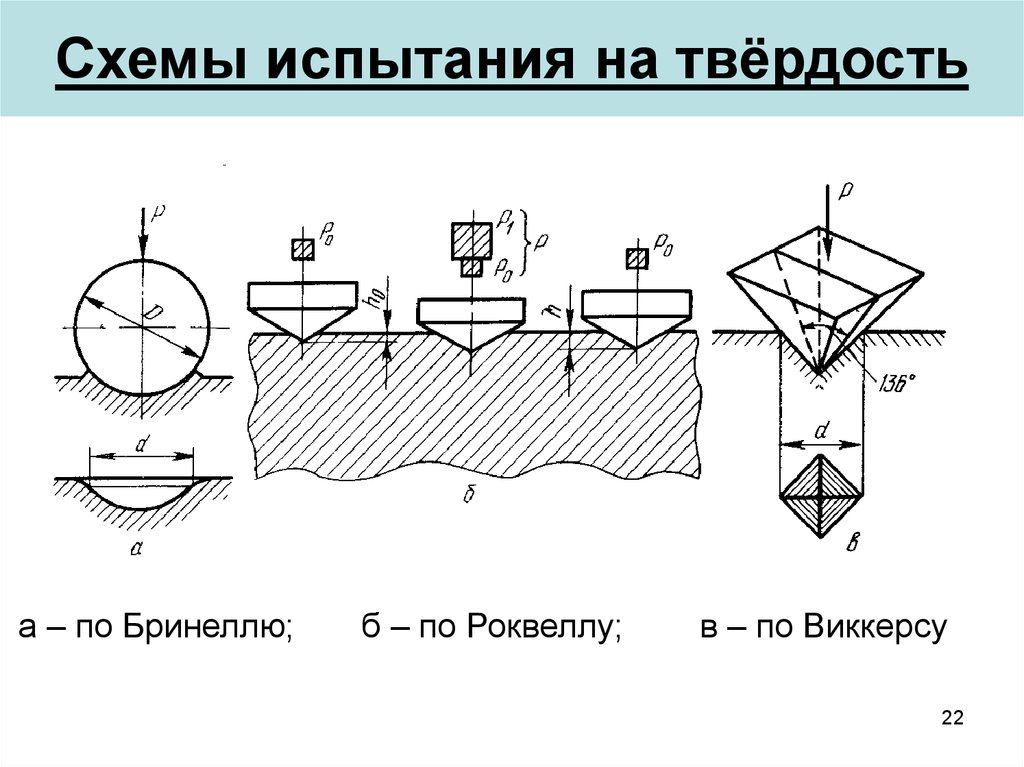 Схемы испытания на твёрдость
P
D
d
а
P₀
h₀
P₁
P₀
P
h
P₀
б
P
136°
d
в
а – по Бринеллю; б – по Роквеллу; в – по Виккерсу
22